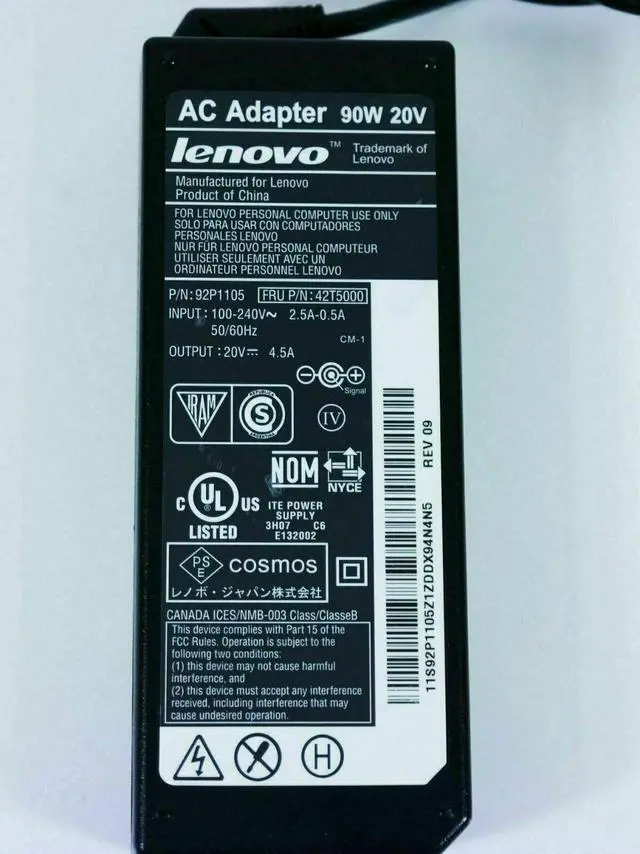 AC Adapter 90W 20V
lenovo™ Trademark of
Lenovo
Manufactured for Lenovo
Product of China
FOR LENOVO PERSONAL COMPUTER USE ONLY
SOLO PARA USAR CON COMPUTADORES
PERSONALES LENOVO
NUR FÜR LENOVO PERSONAL COMPUTEUR
UTILISER SEULEMENT AVEC UN
ORDINATEUR PERSONNEL LENOVO
P/N: 92P1105 FRU P/N: 42T5000
INPUT: 100-240V~ 2.5A-0.5A
50/60Hz
CM-1
OUTPUT : 20V⎓ 4.5A
Signal
IRAM
REPUBLICA
S
ARGENTINA
IV
NOM
NYCE
C UL US
LISTED
ITE POWER
SUPPLY
3H07 C6
E132002
PS
E
cosmos
レノボ・ジャパン株式会社
CANADA ICES/NMB-003 Class/ClasseB
This device complies with Part 15 of the
FCC Rules. Operation is subject to the
following two conditions:
(1) this device may not cause harmful
interference, and
(2) this device must accept any interference
received, including interference that may
cause undesired operation.
H
11S92P1105Z1ZDDX94N4N5 REV 09